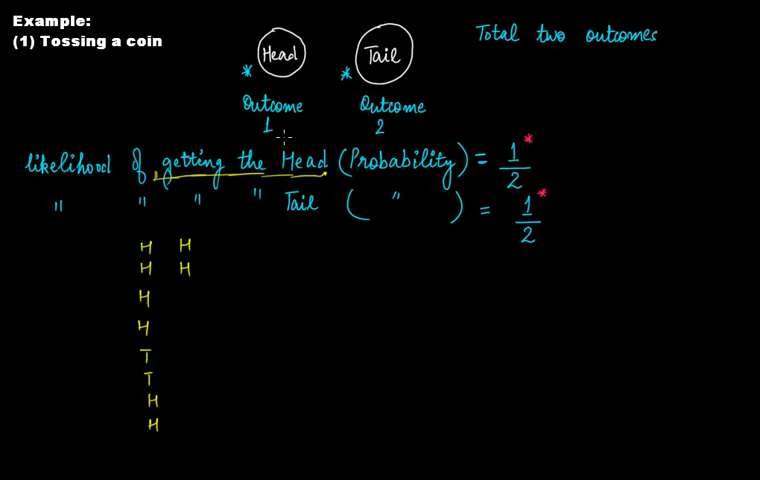 Example:
(1) Tossing a coin
Head Tail
Total two outcomes
* *
Outcome Outcome
1 2
likelihood of getting the Head (Probability) = 1/2 *
" " " " Tail ( " ) = 1/2 *
H H
H H
H
H
T
T
H
H